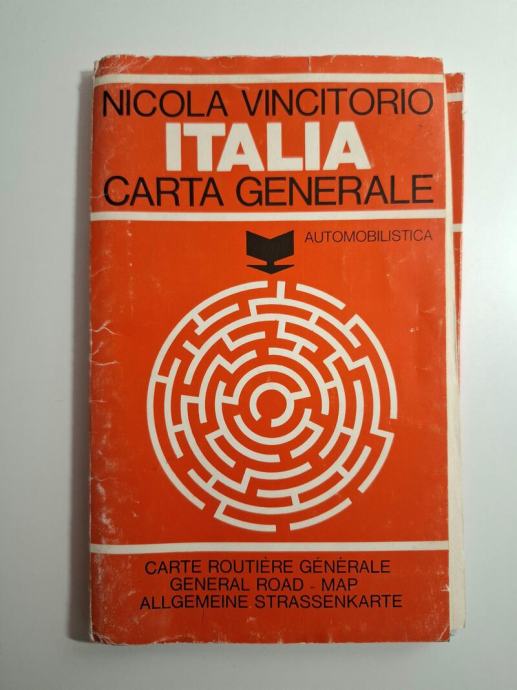 NICOLA VINCITORIO
ITALIA
CARTA GENERALE
AUTOMOBILISTICA
CARTE ROUTIÈRE GÉNÉRALE
GENERAL ROAD - MAP
ALLGEMEINE STRASSENKARTE